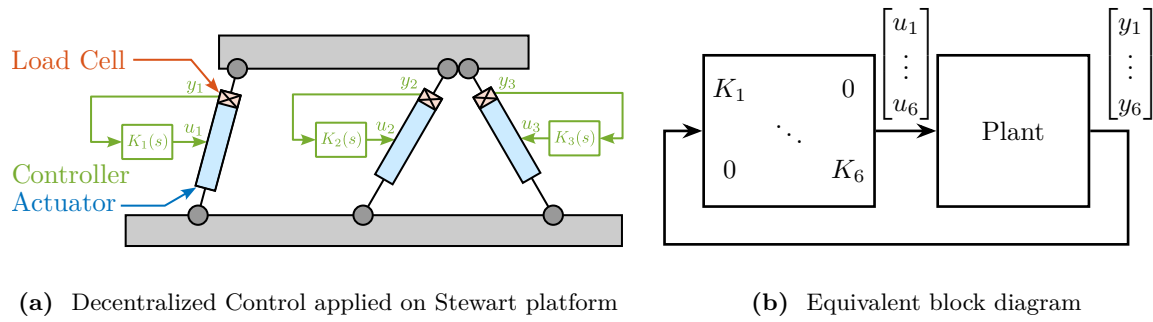 Load Cell
y₁
K₁(s)
u₁
Controller
Actuator
y₂
K₂(s)
u₂
y₃
u₃
K₃(s)
K₁ 0
⋱
0 K₆
u₁
⋮
u₆
Plant
y₁
⋮
y₆
(a) Decentralized Control applied on Stewart platform
(b) Equivalent block diagram